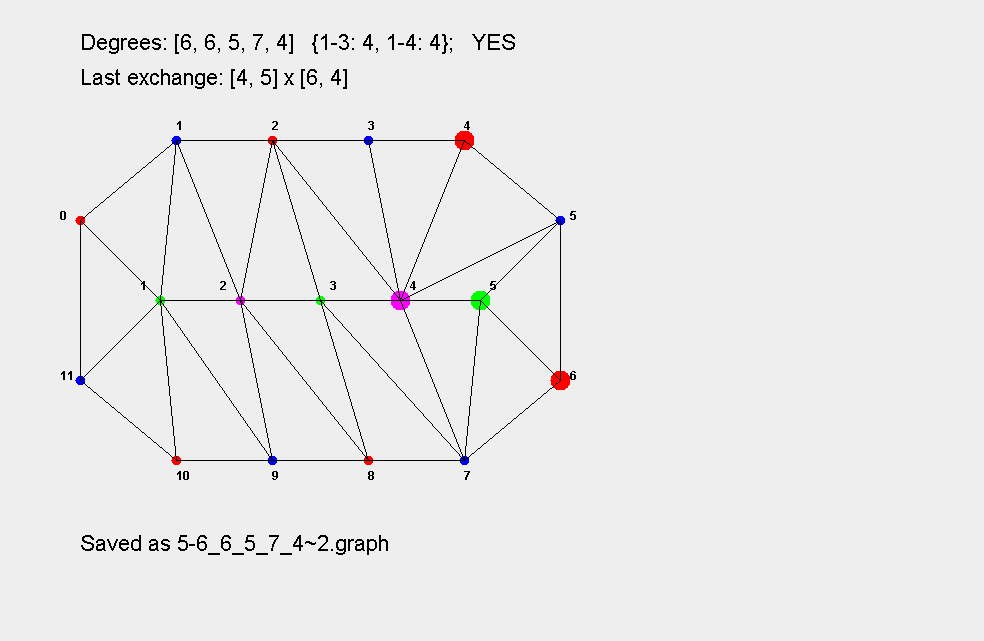 Degrees: [6, 6, 5, 7, 4]   {1-3: 4, 1-4: 4};   YES
Last exchange: [4, 5] x [6, 4]
1 2 3 4
0 5
1 2 3 4 5
11 6
10 9 8 7
Saved as 5-6_6_5_7_4~2.graph